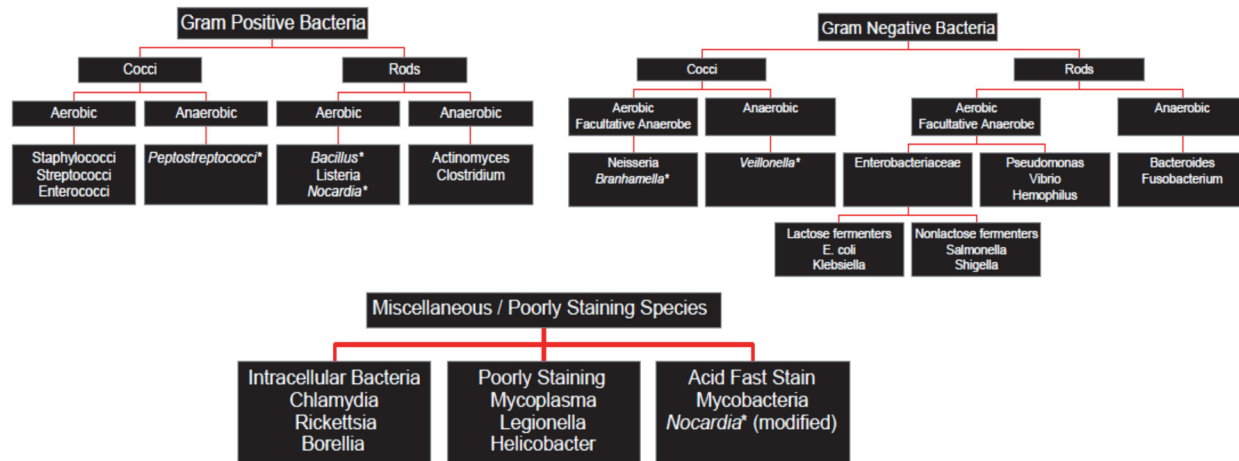 Gram Positive Bacteria
Cocci
Rods
Aerobic
Anaerobic
Aerobic
Anaerobic
Staphylococci
Streptococci
Enterococci
Peptostreptococci*
Bacillus*
Listeria
Nocardia*
Actinomyces
Clostridium
Gram Negative Bacteria
Cocci
Rods
Aerobic
Facultative Anaerobe
Anaerobic
Aerobic
Facultative Anaerobe
Anaerobic
Neisseria
Branhamella*
Veillonella*
Enterobacteriaceae
Pseudomonas
Vibrio
Hemophilus
Bacteroides
Fusobacterium
Lactose fermenters
E. coli
Klebsiella
Nonlactose fermenters
Salmonella
Shigella
Miscellaneous / Poorly Staining Species
Intracellular Bacteria
Chlamydia
Rickettsia
Borellia
Poorly Staining
Mycoplasma
Legionella
Helicobacter
Acid Fast Stain
Mycobacteria
Nocardia* (modified)